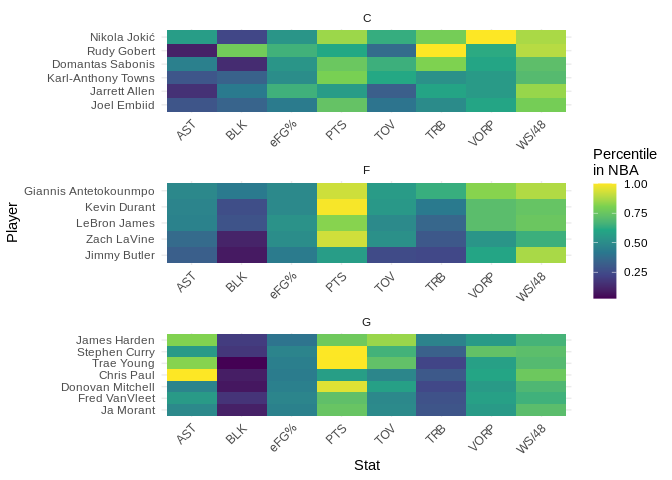 C
Nikola Jokić
Rudy Gobert
Domantas Sabonis
Karl-Anthony Towns
Jarrett Allen
Joel Embiid
AST BLK eFG% PTS TOV TRB VORP WS/48
F
Giannis Antetokounmpo
Kevin Durant
LeBron James
Zach LaVine
Jimmy Butler
AST BLK eFG% PTS TOV TRB VORP WS/48
G
James Harden
Stephen Curry
Trae Young
Chris Paul
Donovan Mitchell
Fred VanVleet
Ja Morant
AST BLK eFG% PTS TOV TRB VORP WS/48
Stat
Player
Percentile
in NBA
1.00
0.75
0.50
0.25